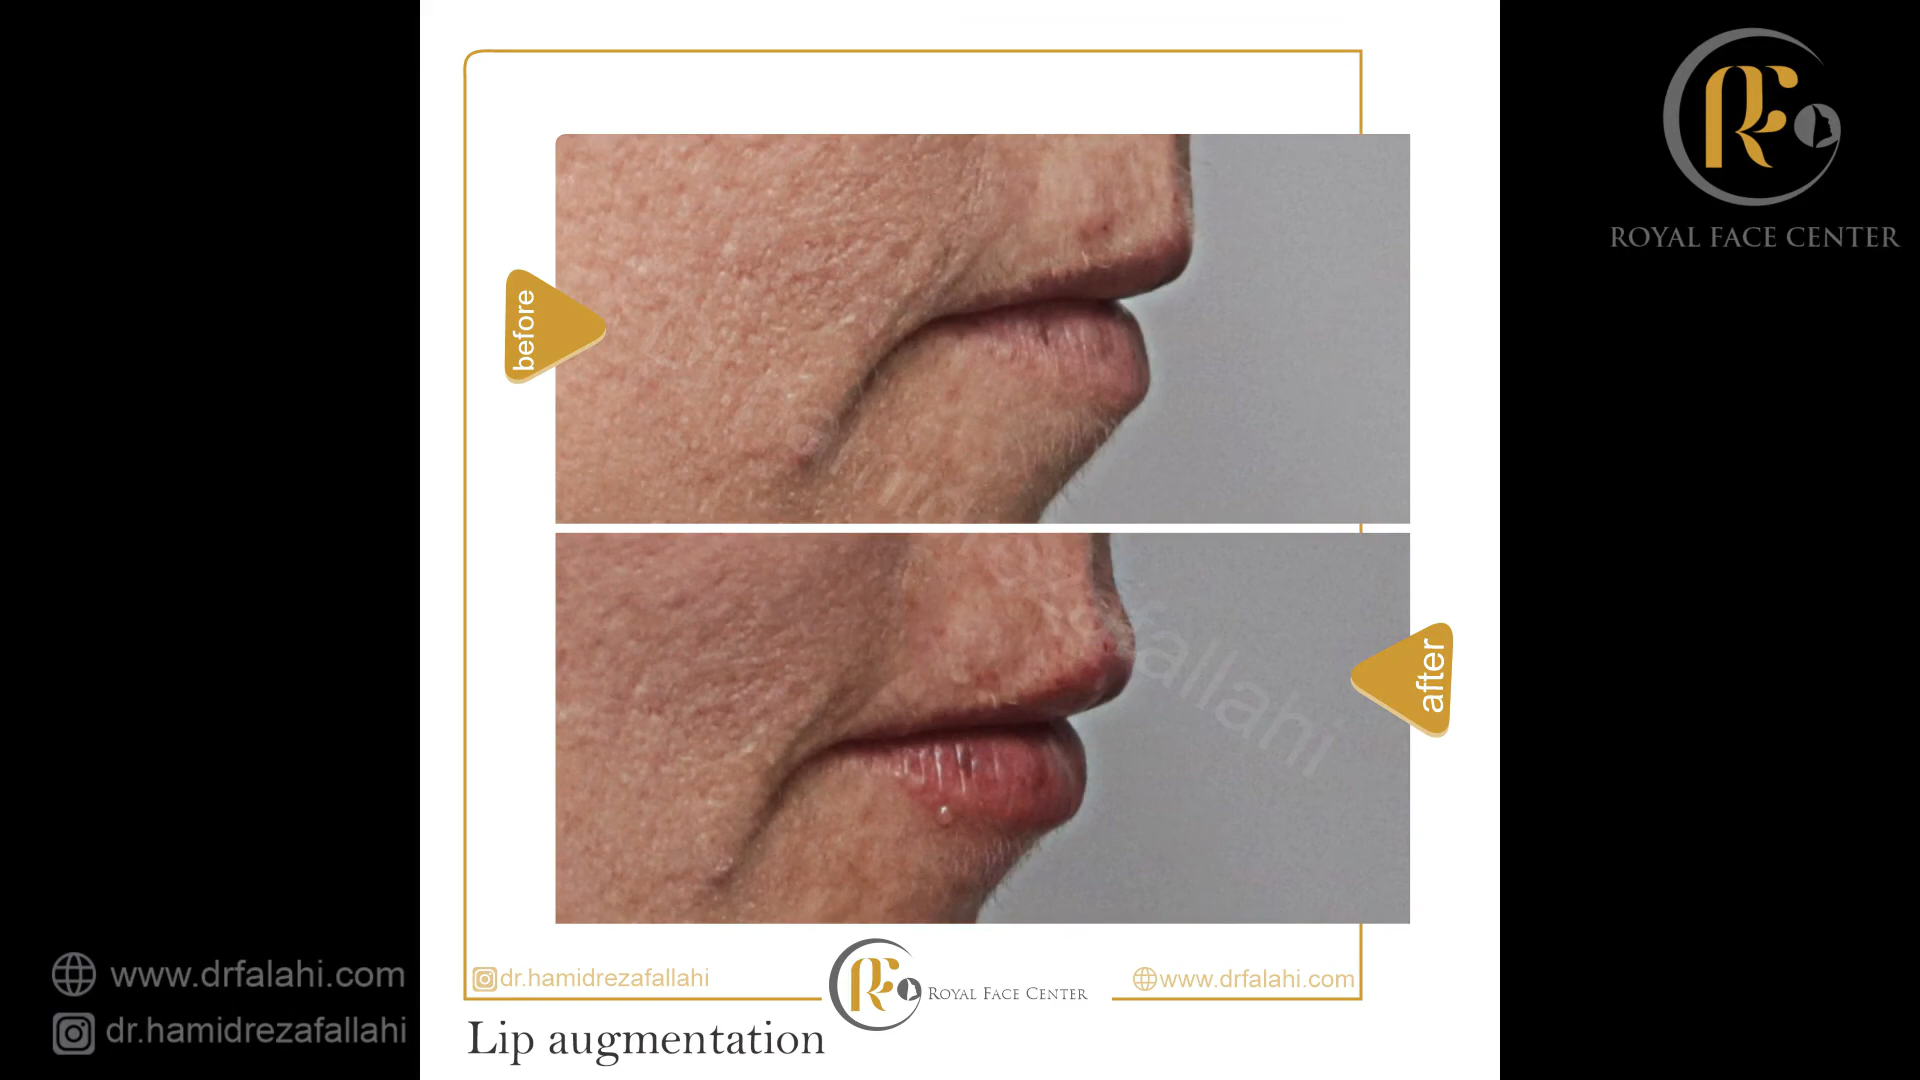 ROYAL FACE CENTER
before
fallahi
after
dr.hamidrezafallahi
ROYAL FACE CENTER
www.drfalahi.com
Lip augmentation
www.drfalahi.com
dr.hamidrezafallahi